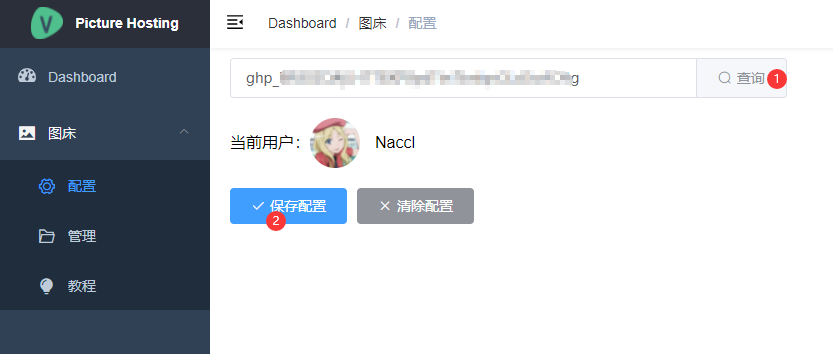 Picture Hosting
Dashboard / 图床 / 配置
Dashboard
图床
配置
管理
教程
ghp_
查询 1
当前用户: Naccl
保存配置
2
清除配置